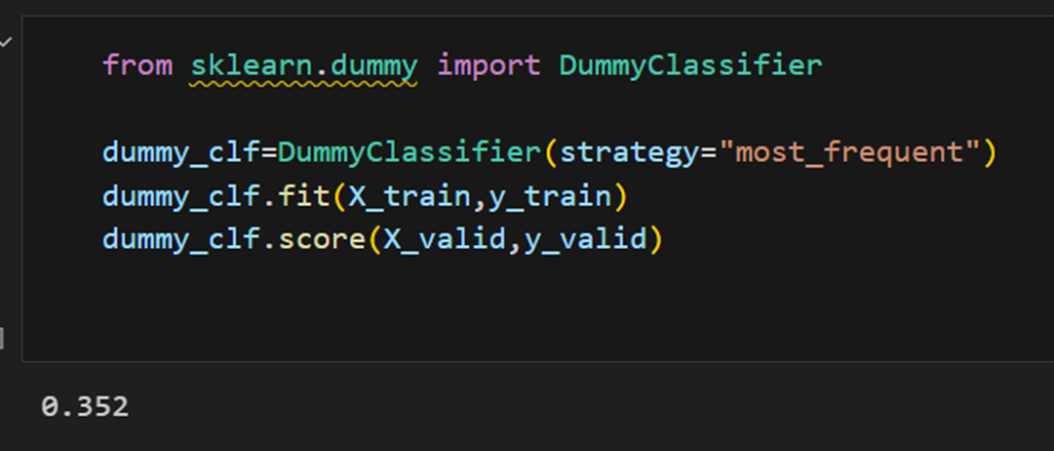 from sklearn.dummy import DummyClassifier
dummy_clf=DummyClassifier(strategy="most_frequent")
dummy_clf.fit(X_train,y_train)
dummy_clf.score(X_valid,y_valid)
0.352